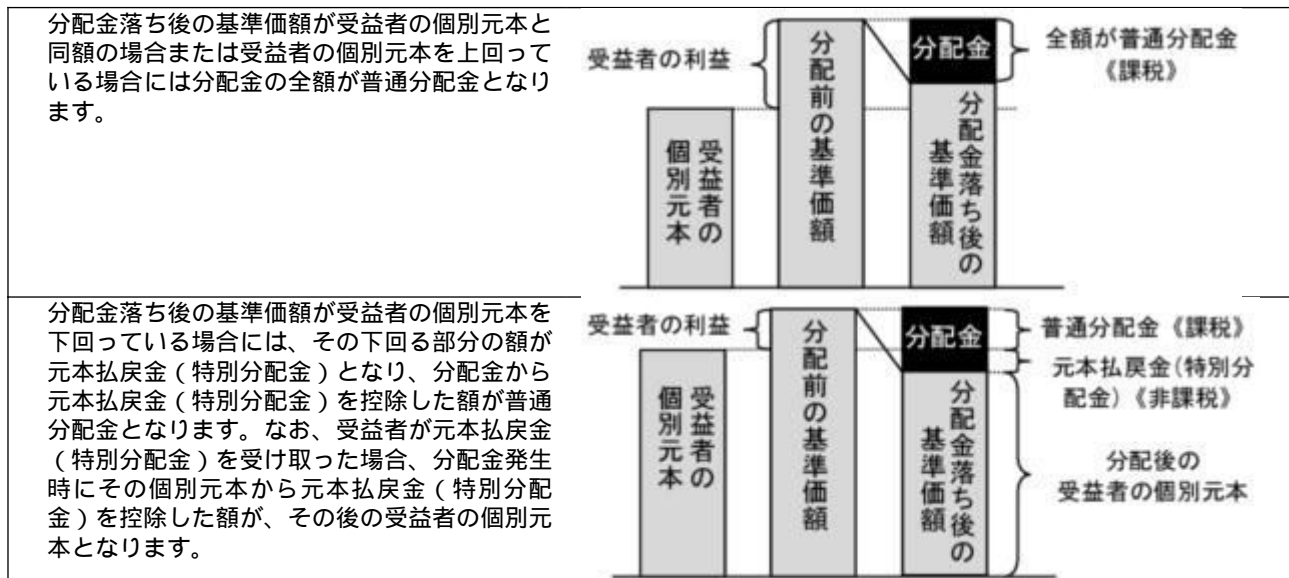 分配金落ち後の基準価額が受益者の個別元本と
同額の場合または受益者の個別元本を上回って
いる場合には分配金の全額が普通分配金となり
ます。
受益者の利益
受益者の
個別元本
分配前の基準価額
分配金
分配金落ち後の
基準価額
全額が普通分配金
《課税》
分配金落ち後の基準価額が受益者の個別元本を
下回っている場合には、その下回る部分の額が
元本払戻金（特別分配金）となり、分配金から
元本払戻金（特別分配金）を控除した額が普通
分配金となります。なお、受益者が元本払戻金
（特別分配金）を受け取った場合、分配金発生
時にその個別元本から元本払戻金（特別分配
金）を控除した額が、その後の受益者の個別元
本となります。
受益者の利益
受益者の
個別元本
分配前の基準価額
分配金
分配金落ち後の
基準価額
普通分配金《課税》
元本払戻金(特別分
配金)《非課税》
分配後の
受益者の個別元本